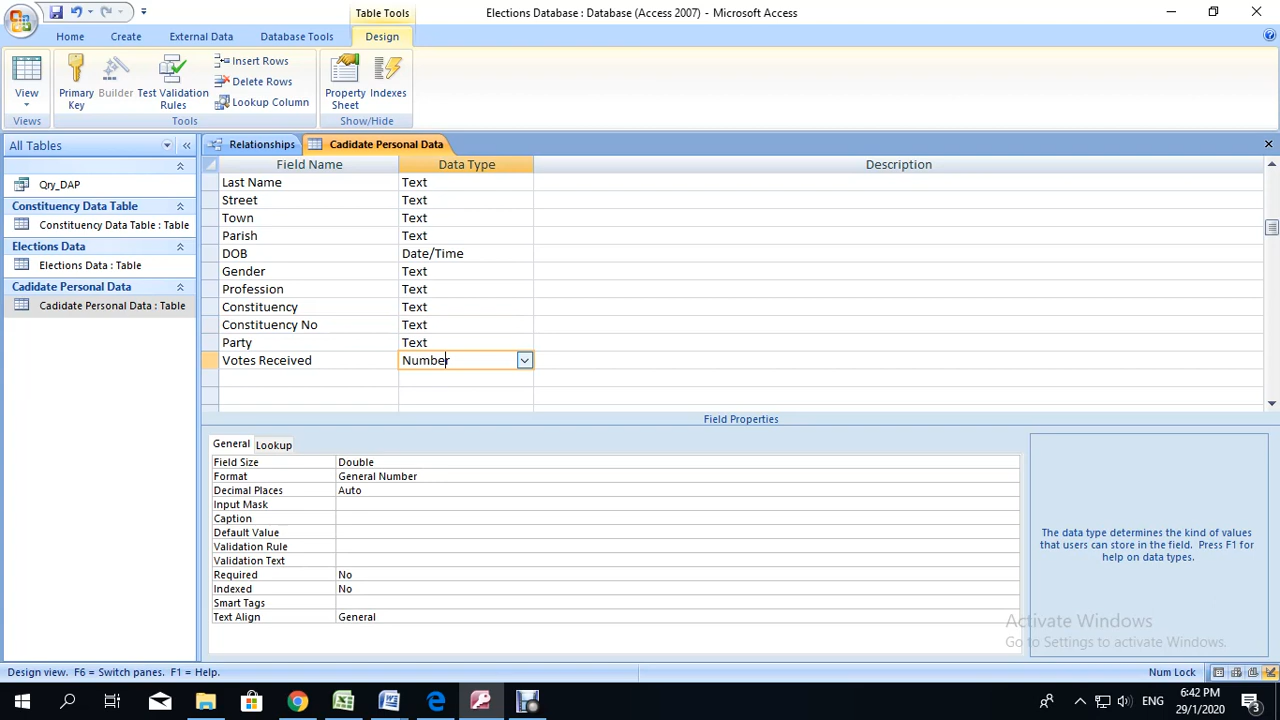 Table Tools
Elections Database : Database (Access 2007) - Microsoft Access
Home Create External Data Database Tools Design
View
Views
Primary Key
Builder
Test Validation Rules
Insert Rows
Delete Rows
Lookup Column
Tools
Property Sheet
Indexes
Show/Hide
All Tables
Qry_DAP
Constituency Data Table
Constituency Data Table : Table
Elections Data
Elections Data : Table
Cadidate Personal Data
Cadidate Personal Data : Table
Relationships Cadidate Personal Data
Field Name Data Type Description
Last Name Text
Street Text
Town Text
Parish Text
DOB Date/Time
Gender Text
Profession Text
Constituency Text
Constituency No Text
Party Text
Votes Received Number
Field Properties
General Lookup
Field Size Double
Format General Number
Decimal Places Auto
Input Mask
Caption
Default Value
Validation Rule
Validation Text
Required No
Indexed No
Smart Tags
Text Align General
The data type determines the kind of values
that users can store in the field. Press F1 for
help on data types.
Activate Windows
Go to Settings to activate Windows.
Design view. F6 = Switch panes. F1 = Help.
Num Lock
ENG
6:42 PM
29/1/2020
3